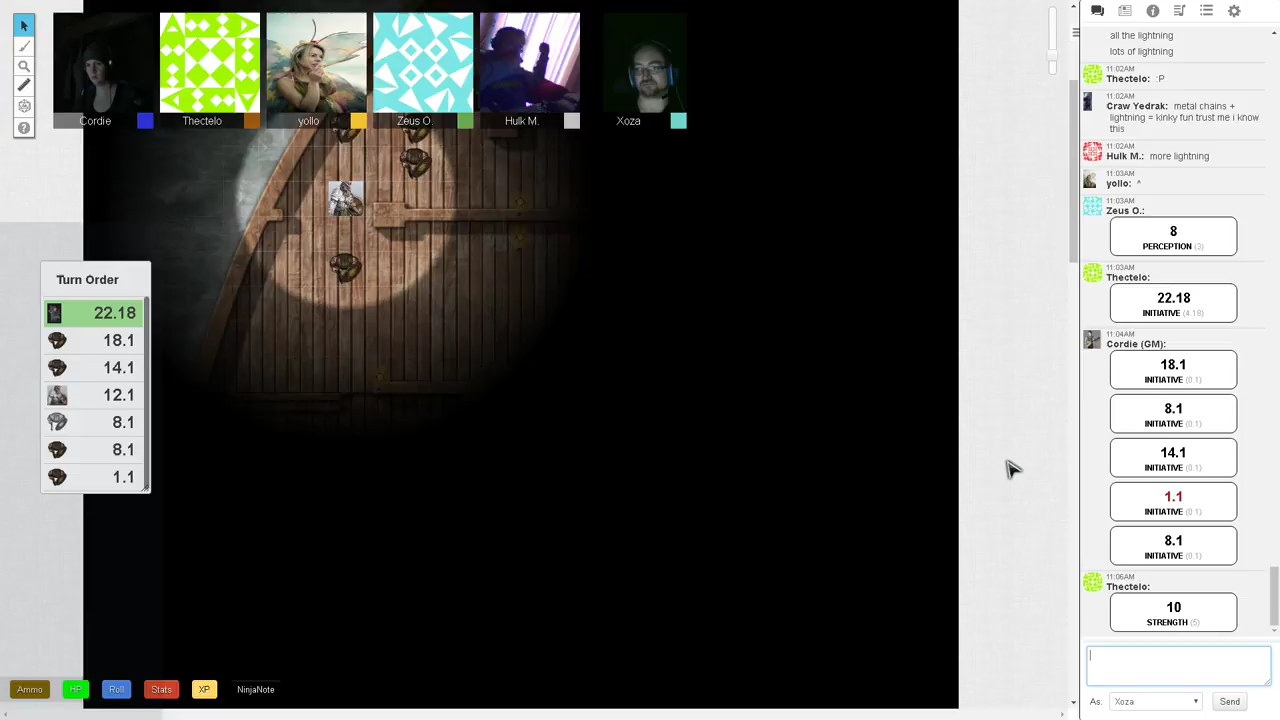 Cordie
Thectelo
yollo
Zeus O.
Hulk M.
Xoza
Turn Order
22.18
18.1
14.1
12.1
8.1
8.1
1.1
Ammo
HP
Roll
Stats
XP
NinjaNote
all the lightning
lots of lightning
11:02AM
Thectelo: :P
11:02AM
Craw Yedrak: metal chains +
lightning = kinky fun trust me i know
this
11:02AM
Hulk M.: more lightning
11:03AM
yollo: ^
11:03AM
Zeus O.:
8
PERCEPTION (3)
11:03AM
Thectelo:
22.18
INITIATIVE (4.18)
11:04AM
Cordie (GM):
18.1
INITIATIVE (0.1)
8.1
INITIATIVE (0.1)
14.1
INITIATIVE (0.1)
1.1
INITIATIVE (0.1)
8.1
INITIATIVE (0.1)
11:06AM
Thectelo:
10
STRENGTH (5)
As: Xoza
Send